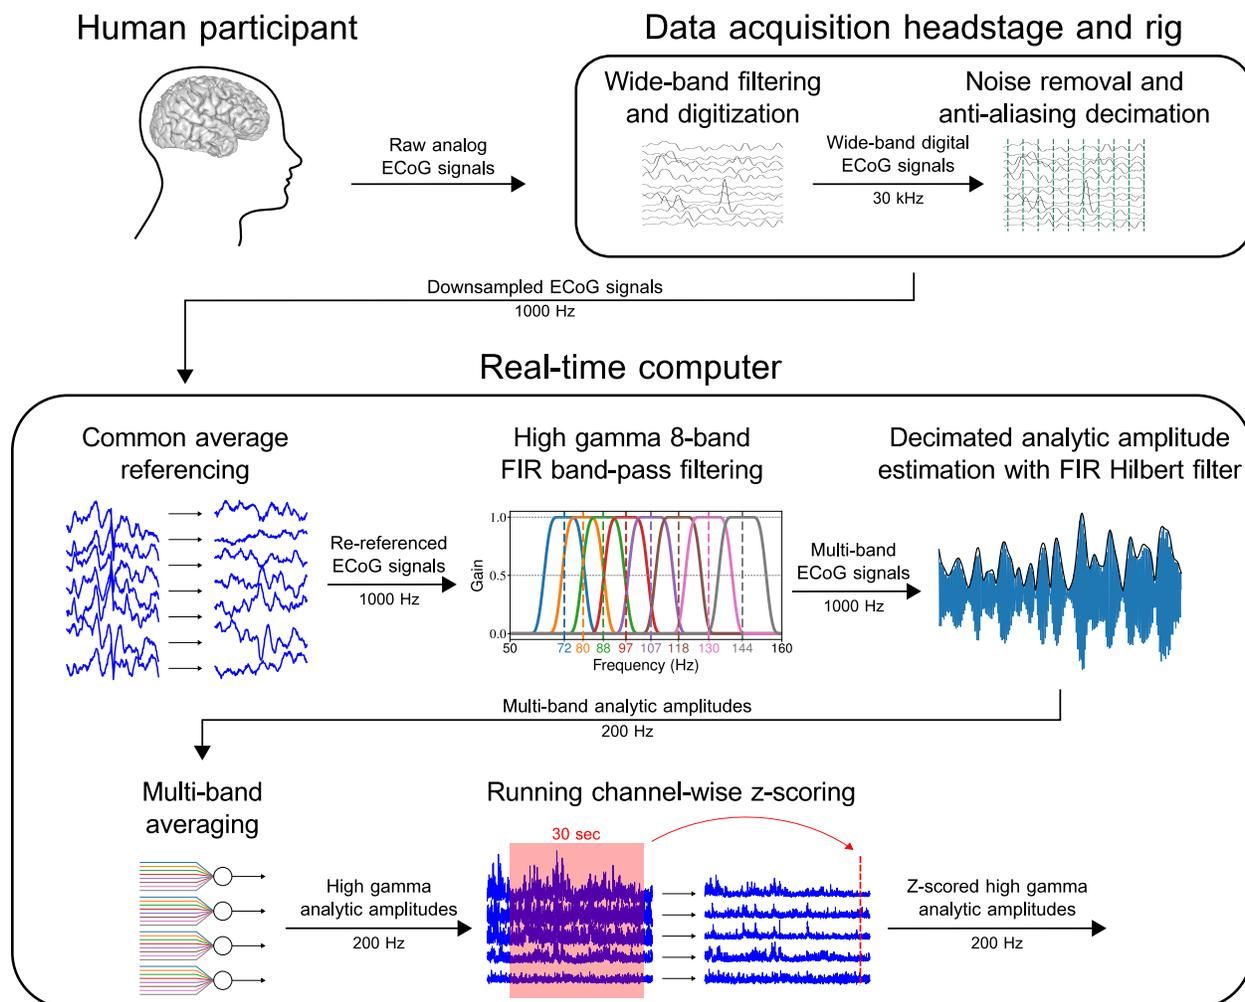 Human participant
Data acquisition headstage and rig
Wide-band filtering
and digitization
Noise removal and
anti-aliasing decimation
Raw analog
ECoG signals
Wide-band digital
ECoG signals
30 kHz
Downsampled ECoG signals
1000 Hz
Real-time computer
Common average
referencing
High gamma 8-band
FIR band-pass filtering
Decimated analytic amplitude
estimation with FIR Hilbert filter
Re-referenced
ECoG signals
1000 Hz
Gain
1.0
0.5
0.0
50 72 80 88 97 107 118 130 144 160
Frequency (Hz)
Multi-band
ECoG signals
1000 Hz
Multi-band analytic amplitudes
200 Hz
Multi-band
averaging
Running channel-wise z-scoring
30 sec
High gamma
analytic amplitudes
200 Hz
Z-scored high gamma
analytic amplitudes
200 Hz